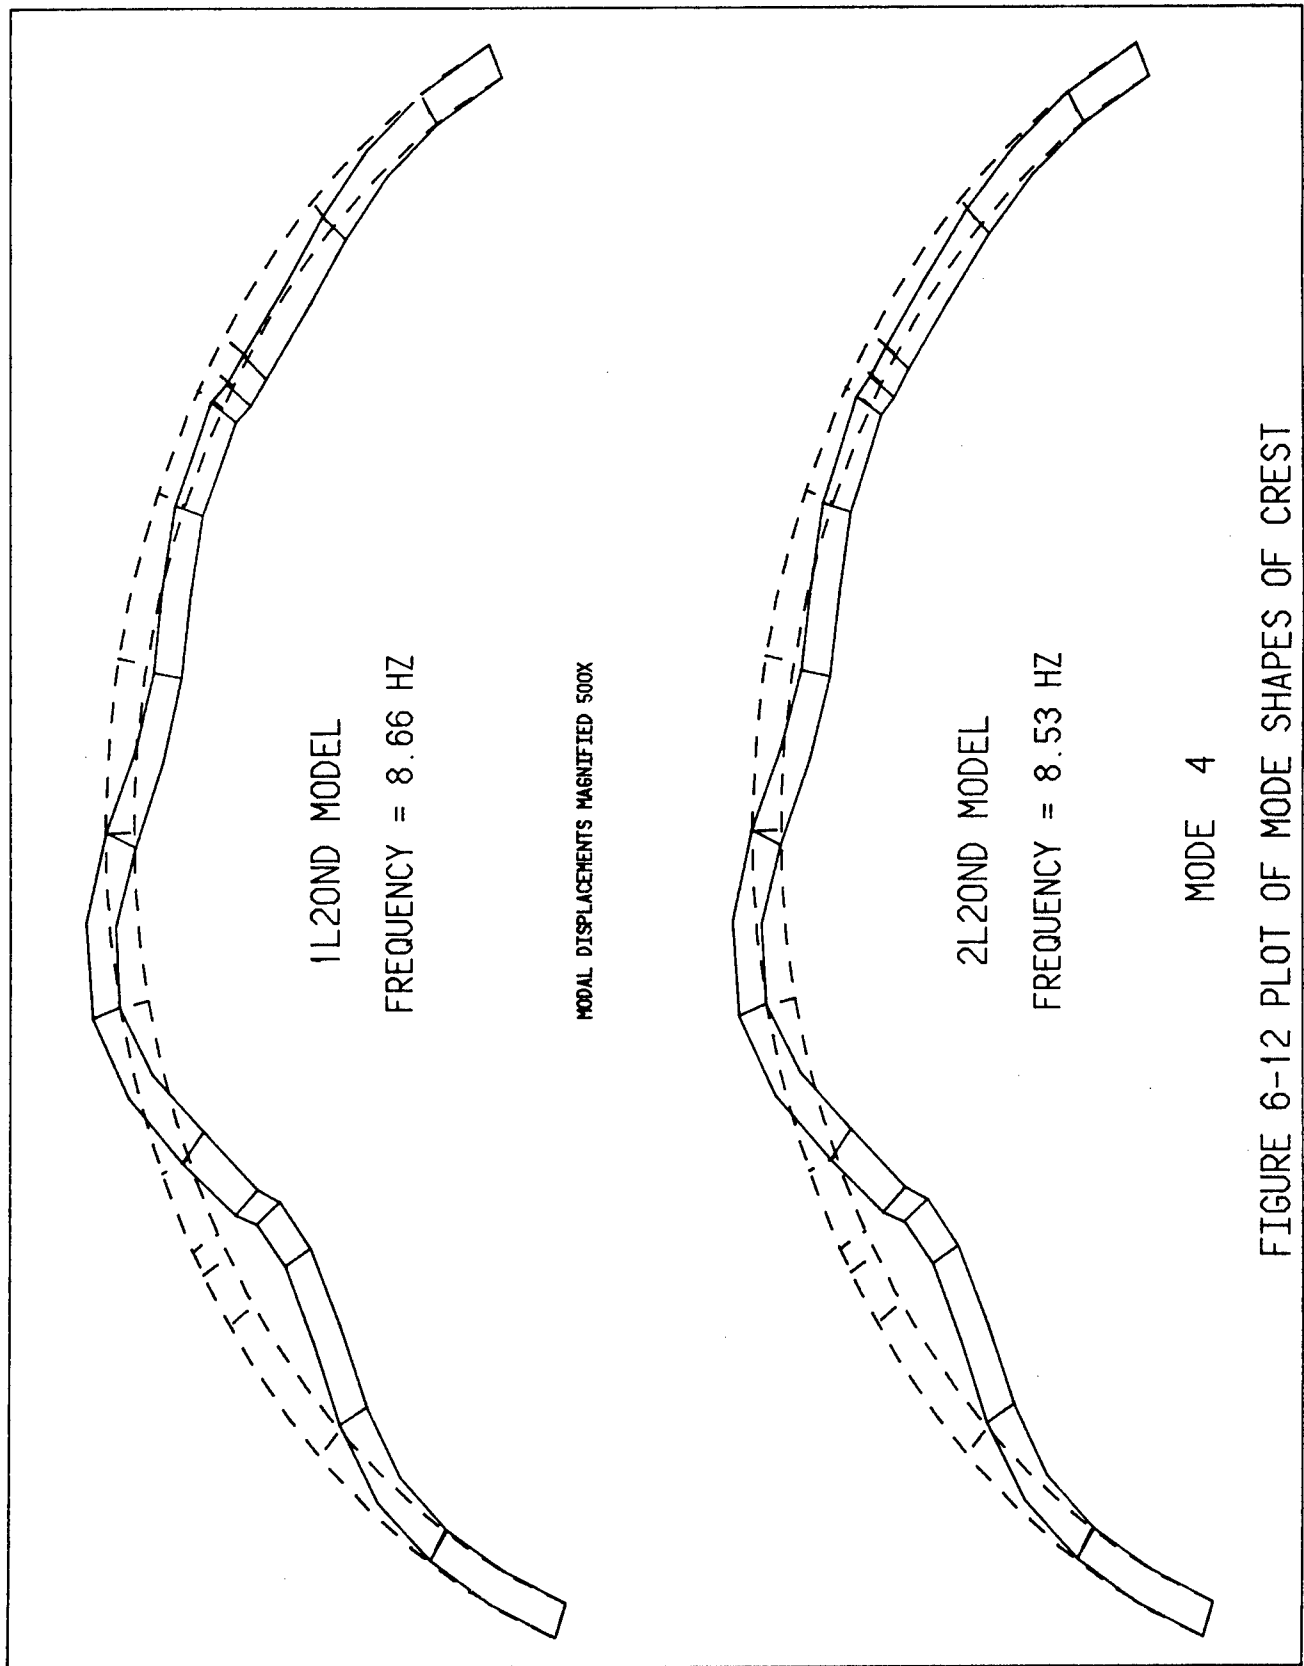 1L20ND MODEL
FREQUENCY = 8.66 HZ
MODAL DISPLACEMENTS MAGNIFIED 500X
2L20ND MODEL
FREQUENCY = 8.53 HZ
MODE 4
FIGURE 6-12 PLOT OF MODE SHAPES OF CREST